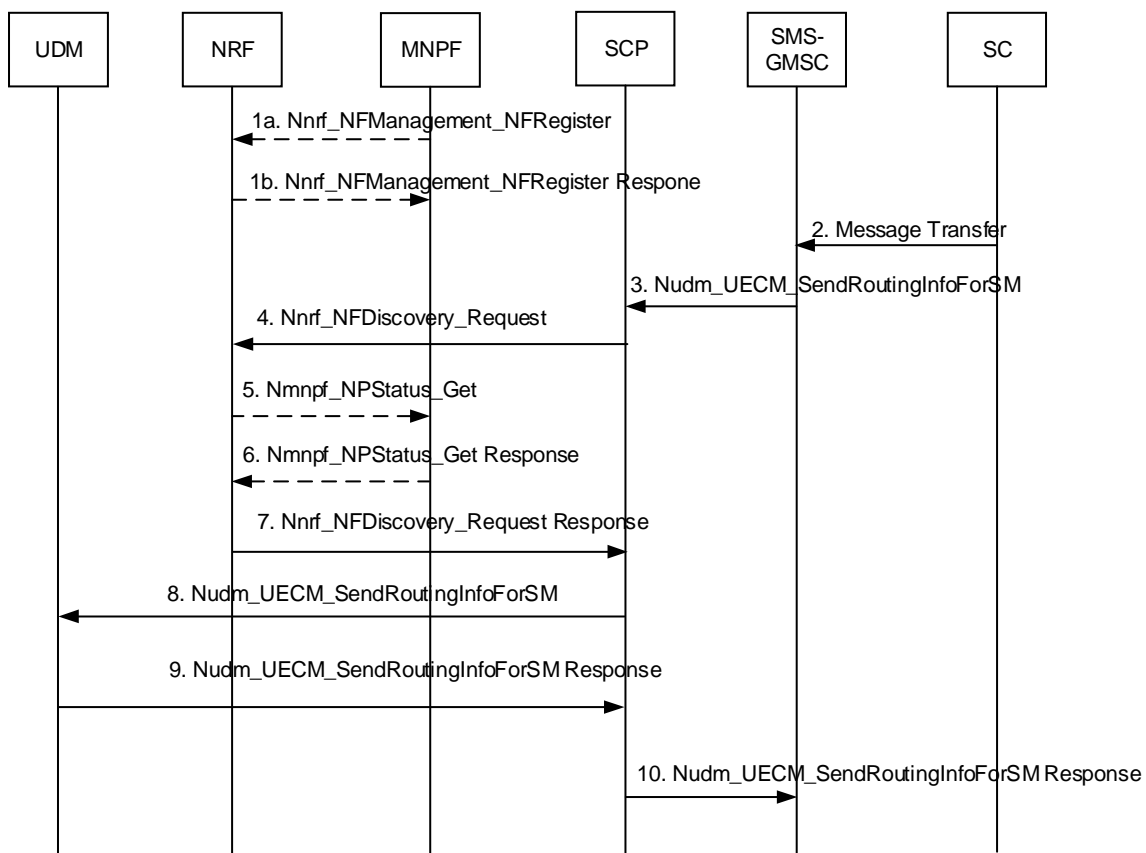 UDM
NRF
MNPF
SCP
SMS-
GMSC
SC
1a. Nnrf_NFManagement_NFRegister
1b. Nnrf_NFManagement_NFRegister Respone
2. Message Transfer
3. Nudm_UECM_SendRoutingInfoForSM
4. Nnrf_NFDiscovery_Request
5. Nmnpf_NPStatus_Get
6. Nmnpf_NPStatus_Get Response
7. Nnrf_NFDiscovery_Request Response
8. Nudm_UECM_SendRoutingInfoForSM
9. Nudm_UECM_SendRoutingInfoForSM Response
10. Nudm_UECM_SendRoutingInfoForSM Response